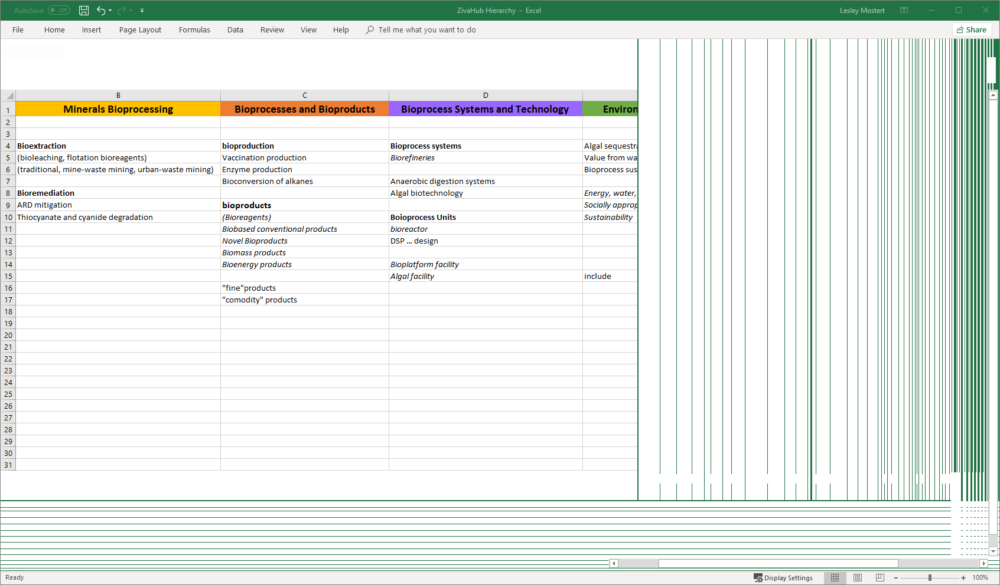 AutoSave Off ZivaHub Hierarchy - Excel Lesley Mostert
File Home Insert Page Layout Formulas Data Review View Help Tell me what you want to do Share
B C D
1 Minerals Bioprocessing Bioprocesses and Bioproducts Bioprocess Systems and Technology Environ
2
3
4 Bioextraction bioproduction Bioprocess systems Algal sequestra
5 (bioleaching, flotation bioreagents) Vaccination production Biorefineries Value from wa
6 (traditional, mine-waste mining, urban-waste mining) Enzyme production Bioprocess sus
7 Bioconversion of alkanes Anaerobic digestion systems
8 Bioremediation Algal biotechnology Energy, water,
9 ARD mitigation bioproducts Socially approp
10 Thiocyanate and cyanide degradation (Bioreagents) Boioprocess Units Sustainability
11 Biobased conventional products bioreactor
12 Novel Bioproducts DSP ... design
13 Biomass products
14 Bioenergy products Bioplatform facility
15 Algal facility include
16 "fine"products
17 "comodity" products
18
19
20
21
22
23
24
25
26
27
28
29
30
31
Ready Display Settings 100%